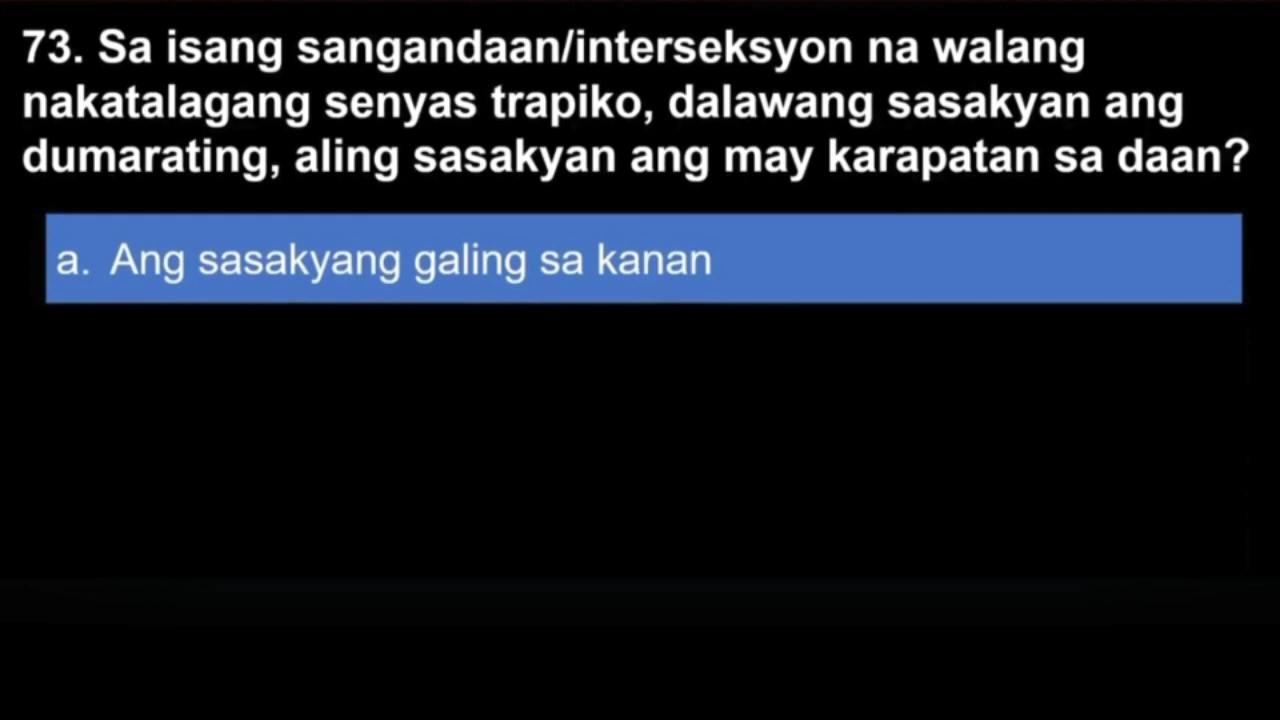 73. Sa isang sangandaan/interseksyon na walang
nakatalagang senyas trapiko, dalawang sasakyan ang
dumarating, aling sasakyan ang may karapatan sa daan?
a. Ang sasakyang galing sa kanan